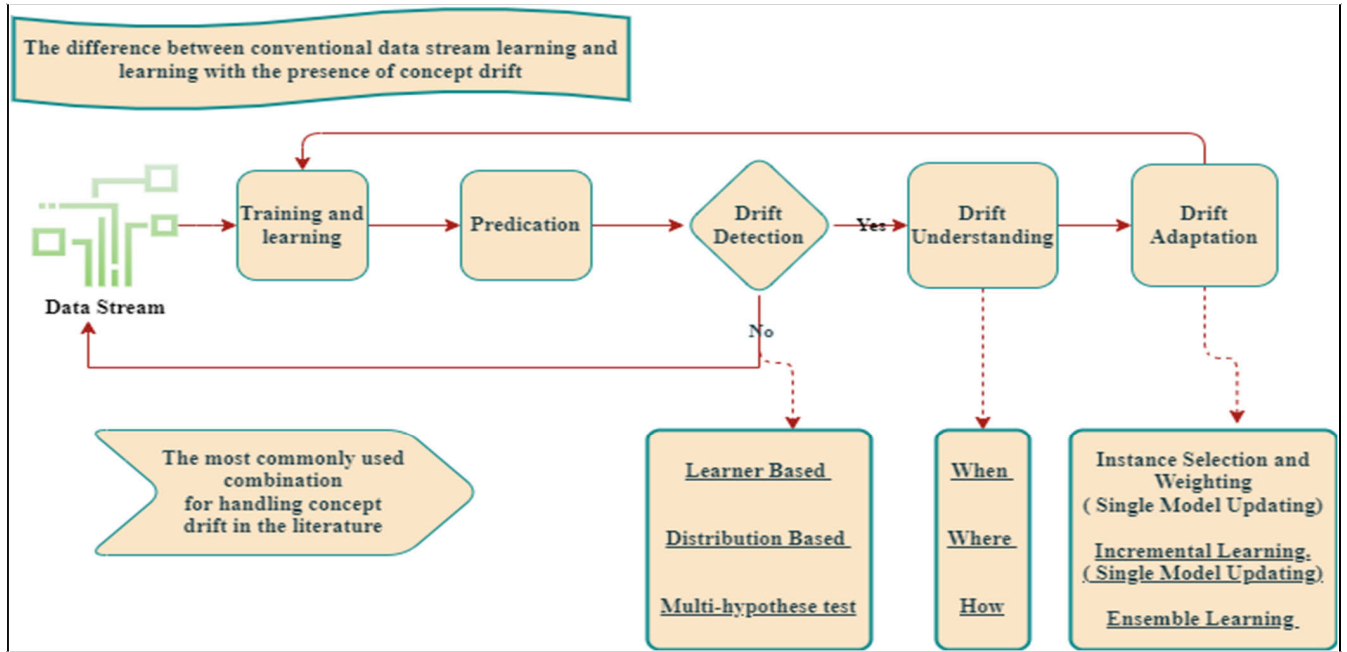 The difference between conventional data stream learning and
learning with the presence of concept drift
Data Stream
Training and
learning
Predication
Drift
Detection
Yes
Drift
Understanding
Drift
Adaptation
No
The most commonly used
combination
for handling concept
drift in the literature
Learner Based
Distribution Based
Multi-hypothese test
When
Where
How
Instance Selection and
Weighting
( Single Model Updating)
Incremental Learning.
( Single Model Updating)
Ensemble Learning